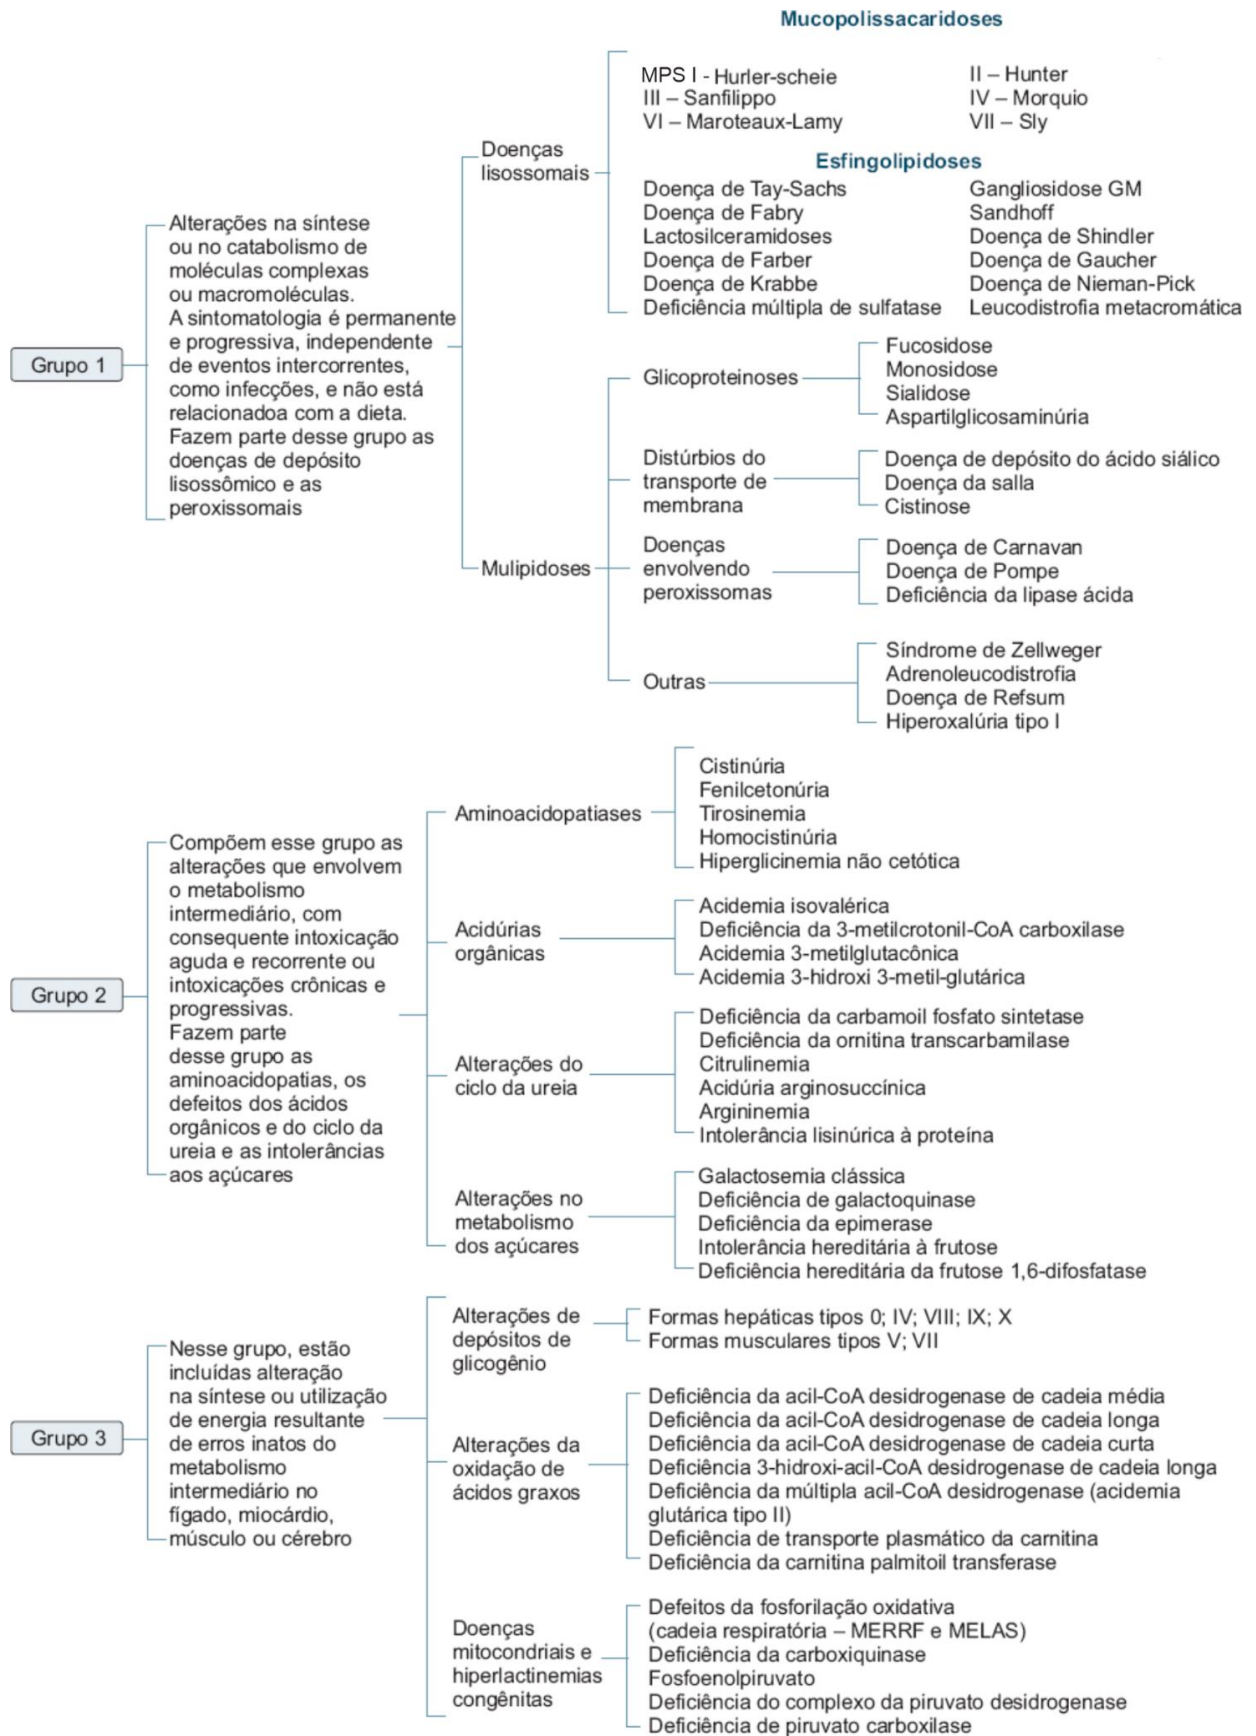 Mucopolissacaridoses
MPS I - Hurler-scheie
II – Hunter
III – Sanfilippo
IV – Morquio
VI – Maroteaux-Lamy
VII – Sly
Doenças
lisossomais
Esfingolipidoses
Doença de Tay-Sachs
Gangliosidose GM
Doença de Fabry
Sandhoff
Lactosilceramidoses
Doença de Shindler
Doença de Farber
Doença de Gaucher
Doença de Krabbe
Doença de Nieman-Pick
Deficiência múltipla de sulfatase
Leucodistrofia metacromática
Grupo 1
Alterações na síntese
ou no catabolismo de
moléculas complexas
ou macromoléculas.
A sintomatologia é permanente
e progressiva, independente
de eventos intercorrentes,
como infecções, e não está
relacionadoa com a dieta.
Fazem parte desse grupo as
doenças de depósito
lisossômico e as
peroxissomais
Mulipidoses
Glicoproteinoses
Fucosidose
Monosidose
Sialidose
Aspartilglicosaminúria
Distúrbios do
transporte de
membrana
Doença de depósito do ácido siálico
Doença da salla
Cistinose
Doenças
envolvendo
peroxissomas
Doença de Carnavan
Doença de Pompe
Deficiência da lipase ácida
Outras
Síndrome de Zellweger
Adrenoleucodistrofia
Doença de Refsum
Hiperoxalúria tipo I
Grupo 2
Compõem esse grupo as
alterações que envolvem
o metabolismo
intermediário, com
consequente intoxicação
aguda e recorrente ou
intoxicações crônicas e
progressivas.
Fazem parte
desse grupo as
aminoacidopatias, os
defeitos dos ácidos
orgânicos e do ciclo da
ureia e as intolerâncias
aos açúcares
Aminoacidopatiases
Cistinúria
Fenilcetonúria
Tirosinemia
Homocistinúria
Hiperglicinemia não cetótica
Acidúrias
orgânicas
Acidemia isovalérica
Deficiência da 3-metilcrotonil-CoA carboxilase
Acidemia 3-metilglutacônica
Acidemia 3-hidroxi 3-metil-glutárica
Alterações do
ciclo da ureia
Deficiência da carbamoil fosfato sintetase
Deficiência da ornitina transcarbamilase
Citrulinemia
Acidúria arginosuccínica
Argininemia
Intolerância lisinúrica à proteína
Alterações no
metabolismo
dos açúcares
Galactosemia clássica
Deficiência de galactoquinase
Deficiência da epimerase
Intolerância hereditária à frutose
Deficiência hereditária da frutose 1,6-difosfatase
Grupo 3
Nesse grupo, estão
incluídas alteração
na síntese ou utilização
de energia resultante
de erros inatos do
metabolismo
intermediário no
fígado, miocárdio,
músculo ou cérebro
Alterações de
depósitos de
glicogênio
Formas hepáticas tipos 0; IV; VIII; IX; X
Formas musculares tipos V; VII
Alterações da
oxidação de
ácidos graxos
Deficiência da acil-CoA desidrogenase de cadeia média
Deficiência da acil-CoA desidrogenase de cadeia longa
Deficiência da acil-CoA desidrogenase de cadeia curta
Deficiência 3-hidroxi-acil-CoA desidrogenase de cadeia longa
Deficiência da múltipla acil-CoA desidrogenase (acidemia
glutárica tipo II)
Deficiência de transporte plasmático da carnitina
Deficiência da carnitina palmitoil transferase
Doenças
mitocondriais e
hiperlactinemias
congênitas
Defeitos da fosforilação oxidativa
(cadeia respiratória – MERRF e MELAS)
Deficiência da carboxiquinase
Fosfoenolpiruvato
Deficiência do complexo da piruvato desidrogenase
Deficiência de piruvato carboxilase